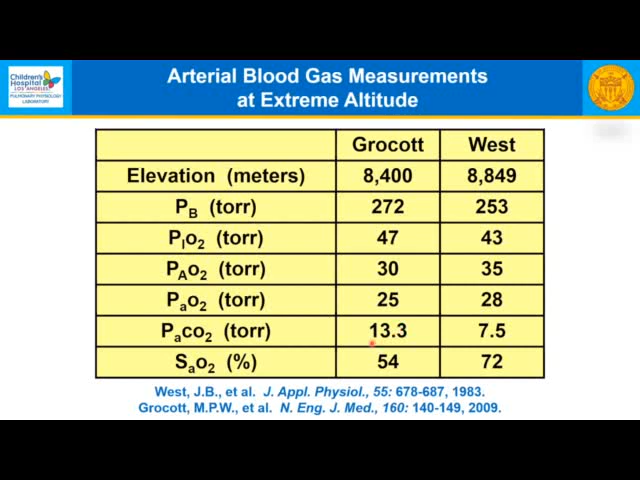 Children's
Hospital
LOS ANGELES
PULMONARY PHYSIOLOGY
LABORATORY
Arterial Blood Gas Measurements
at Extreme Altitude
Grocott West
Elevation (meters) 8,400 8,849
PB (torr) 272 253
PIO2 (torr) 47 43
PAO2 (torr) 30 35
PaO2 (torr) 25 28
PaCO2 (torr) 13.3 7.5
SaO2 (%) 54 72
West, J.B., et al. J. Appl. Physiol., 55: 678-687, 1983.
Grocott, M.P.W., et al. N. Eng. J. Med., 160: 140-149, 2009.